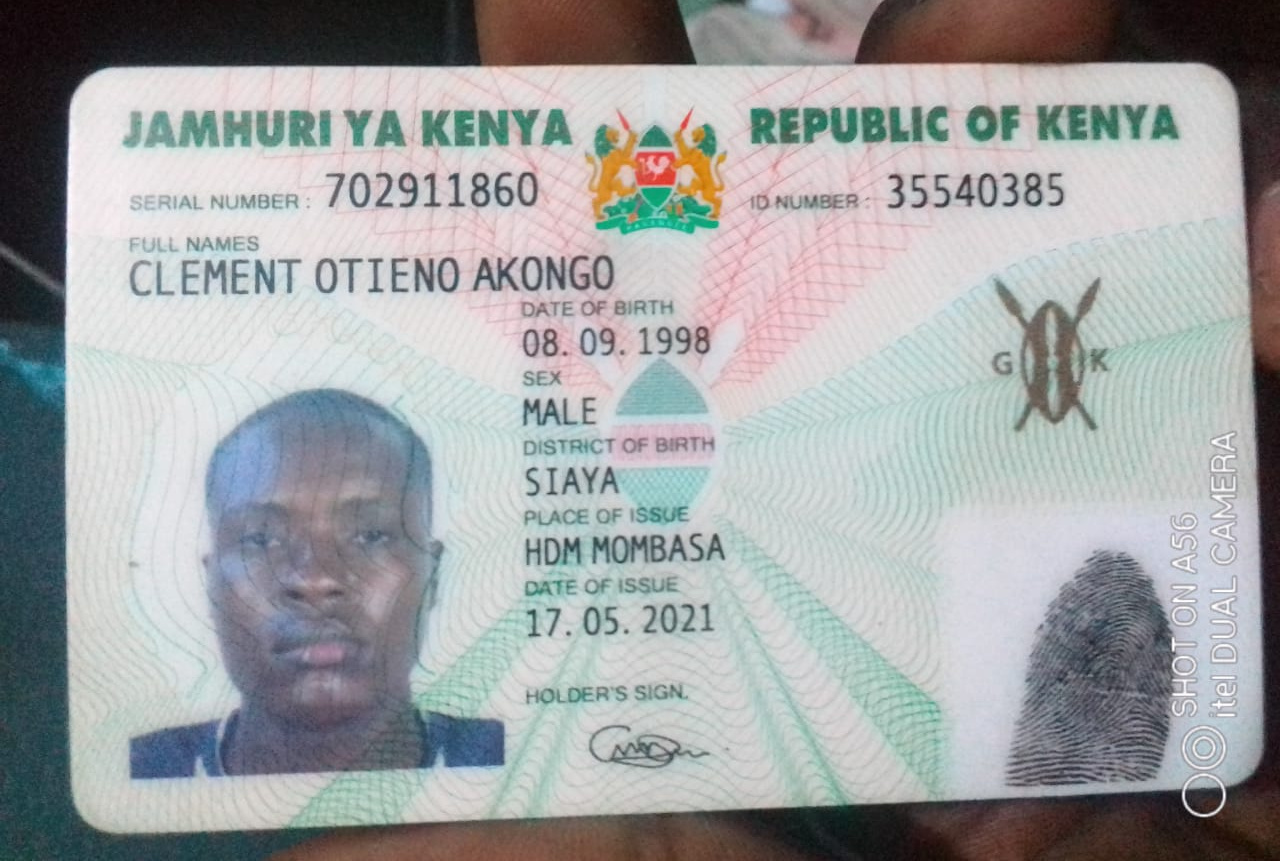 JAMHURI YA KENYA REPUBLIC OF KENYA
SERIAL NUMBER : 702911860 ID NUMBER : 35540385
FULL NAMES
CLEMENT OTIENO AKONGO
DATE OF BIRTH
08.09.1998
SEX
MALE
DISTRICT OF BIRTH
SIAYA
PLACE OF ISSUE
HDM MOMBASA
DATE OF ISSUE
17.05.2021
HOLDER'S SIGN.
G K
SHOT ON A56
itel DUAL CAMERA